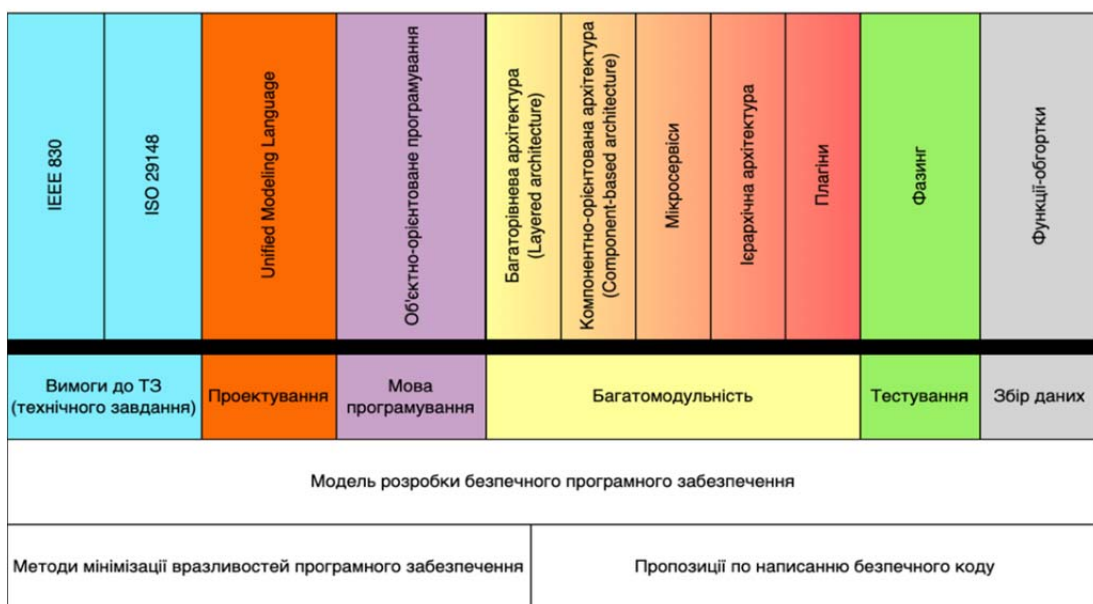 IEEE 830
ISO 29148
Unified Modeling Language
Об'єктно-орієнтоване програмування
Багаторівнева архітектура
(Layered architecture)
Компонентно-орієнтована архітектура
(Component-based architecture)
Мікросервіси
Ієрархічна архітектура
Плагіни
Фазинг
Функції-обгортки
Вимоги до ТЗ
(технічного завдання)
Проектування
Мова
програмування
Багатомодульність
Тестування
Збір даних
Модель розробки безпечного програмного забезпечення
Методи мінімізації вразливостей програмного забезпечення
Пропозиції по написанню безпечного коду